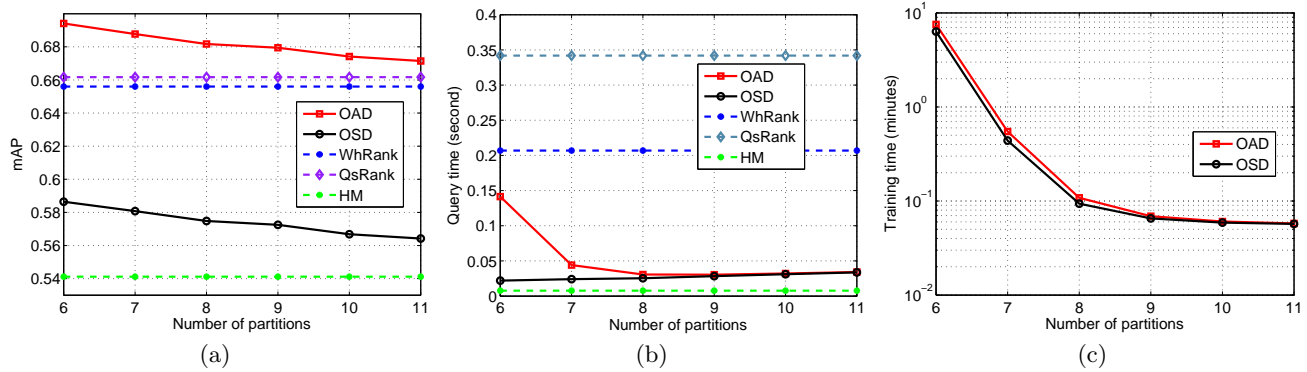 0.68
0.66
0.64
0.62
0.6
0.58
0.56
0.54
mAP
6 7 8 9 10 11
Number of partitions
OAD
OSD
WhRank
QsRank
HM
(a)
0.4
0.35
0.3
0.25
0.2
0.15
0.1
0.05
0
Query time (second)
6 7 8 9 10 11
Number of partitions
OAD
OSD
WhRank
QsRank
HM
(b)
10^1
10^0
10^-1
10^-2
Training time (minutes)
6 7 8 9 10 11
Number of partitions
OAD
OSD
(c)